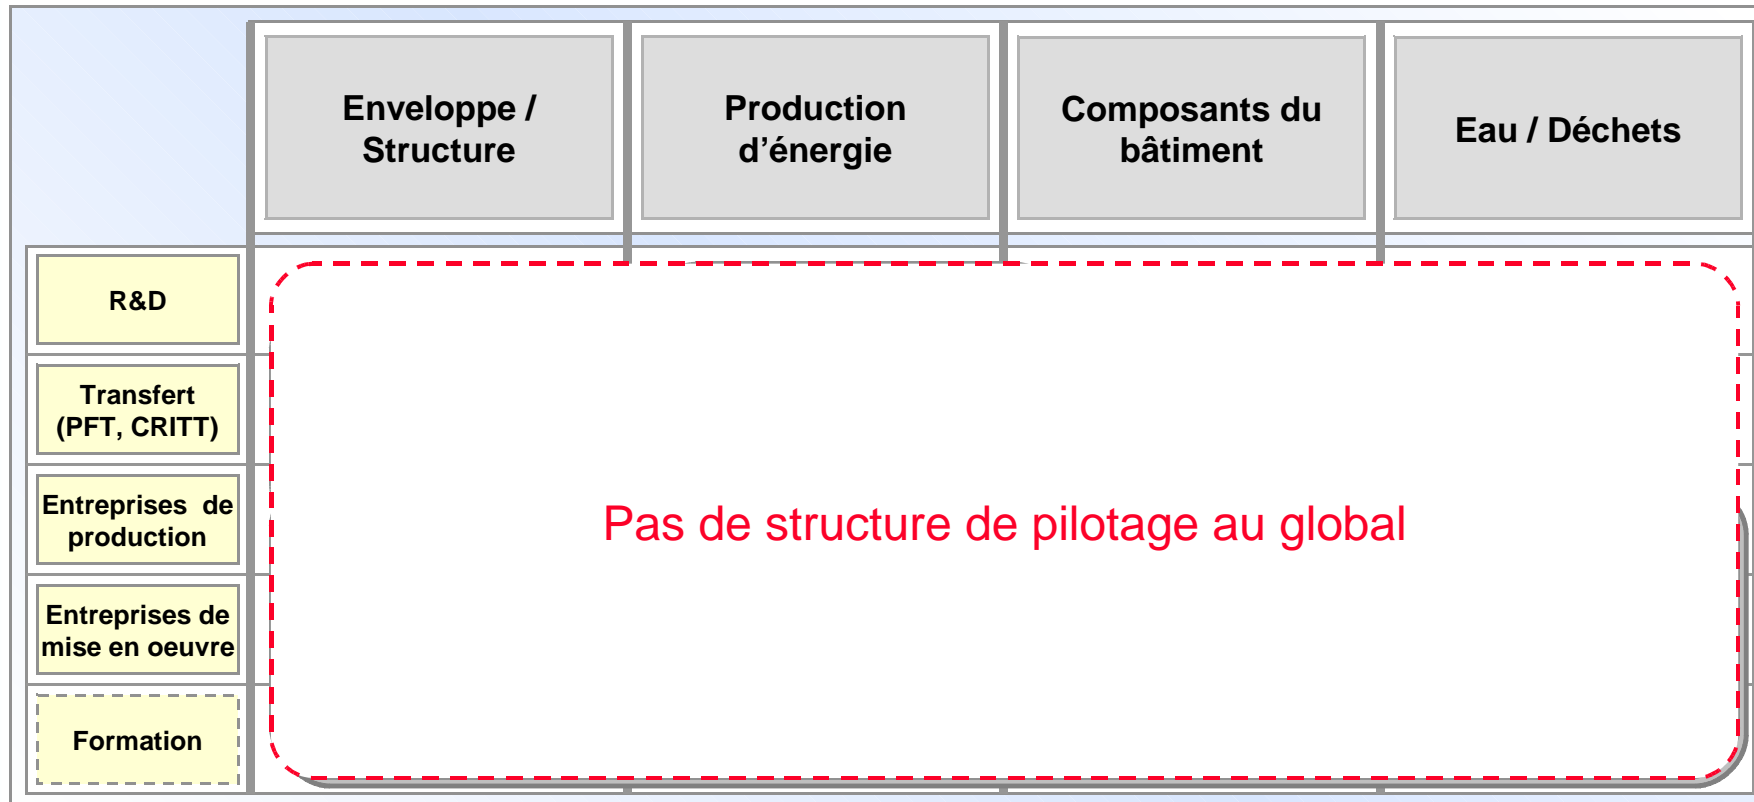 Enveloppe /
Structure
Production
d’énergie
Composants du
bâtiment
Eau / Déchets
R&D
Transfert
(PFT, CRITT)
Entreprises de
production
Entreprises de
mise en oeuvre
Formation
Pas de structure de pilotage au global